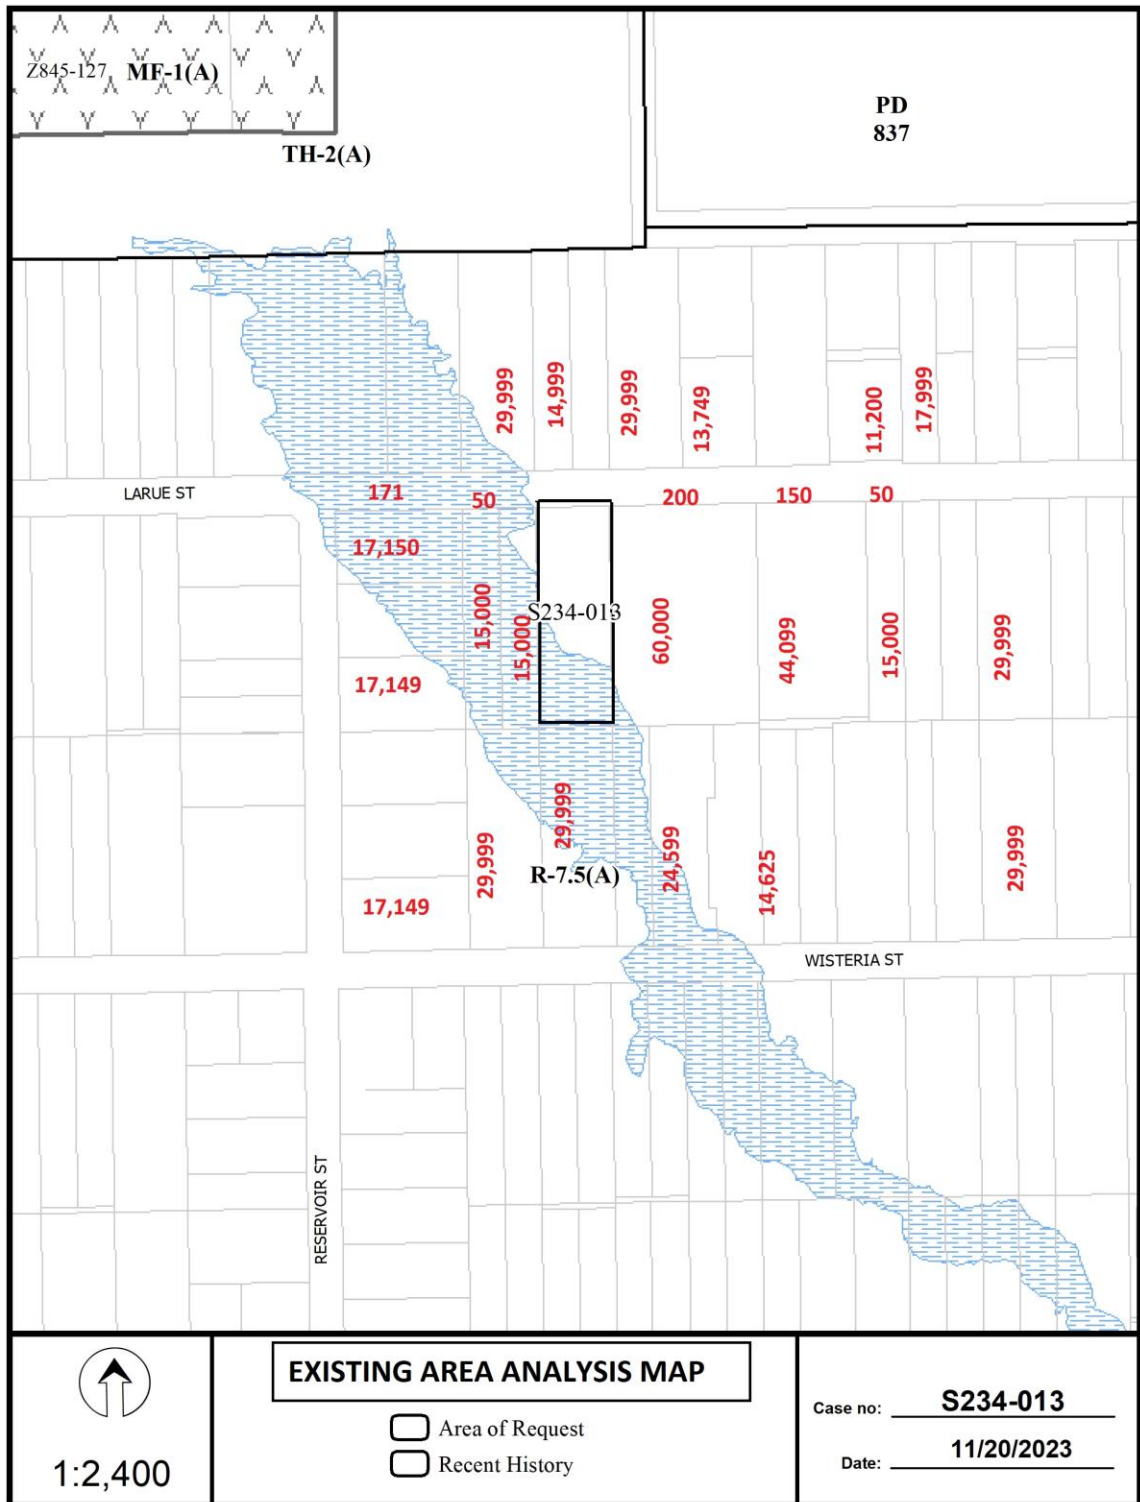 Z845-127 MF-1(A)
PD
837
TH-2(A)
29,999
14,999
29,999
13,749
11,200
17,999
LARUE ST
171
50
200
150
50
17,150
15,000
15,000
S234-013
60,000
44,099
15,000
29,999
17,149
29,999
29,999
24,599
14,625
29,999
R-7.5(A)
17,149
WISTERIA ST
RESERVOIR ST
1:2,400
EXISTING AREA ANALYSIS MAP
Area of Request
Recent History
Case no: S234-013
Date: 11/20/2023